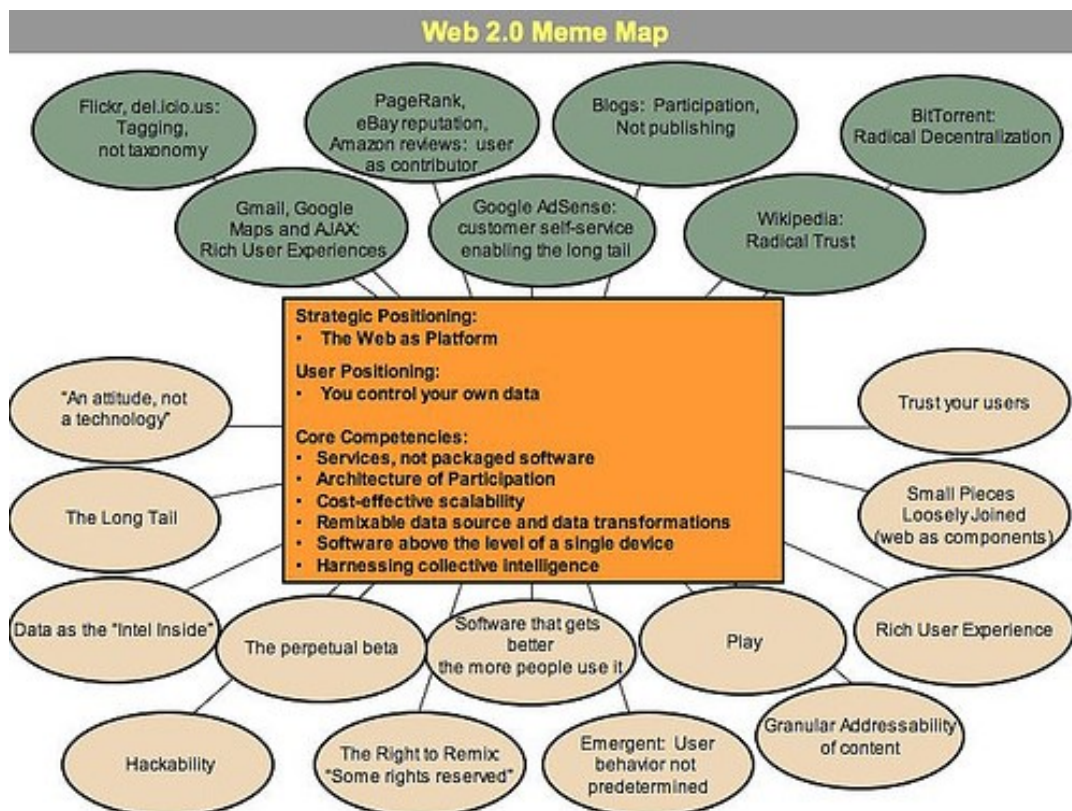 Web 2.0 Meme Map
Flickr, del.icio.us:
Tagging,
not taxonomy
PageRank,
eBay reputation,
Amazon reviews: user
as contributor
Blogs: Participation,
Not publishing
BitTorrent:
Radical Decentralization
Gmail, Google
Maps and AJAX:
Rich User Experiences
Google AdSense:
customer self-service
enabling the long tail
Wikipedia:
Radical Trust
Strategic Positioning:
• The Web as Platform
User Positioning:
• You control your own data
Core Competencies:
• Services, not packaged software
• Architecture of Participation
• Cost-effective scalability
• Remixable data source and data transformations
• Software above the level of a single device
• Harnessing collective intelligence
"An attitude, not
a technology"
Trust your users
The Long Tail
Small Pieces
Loosely Joined
(web as components)
Data as the "Intel Inside"
The perpetual beta
Software that gets
better
the more people use it
Play
Rich User Experience
Hackability
The Right to Remix:
"Some rights reserved"
Emergent: User
behavior not
predetermined
Granular Addressability
of content